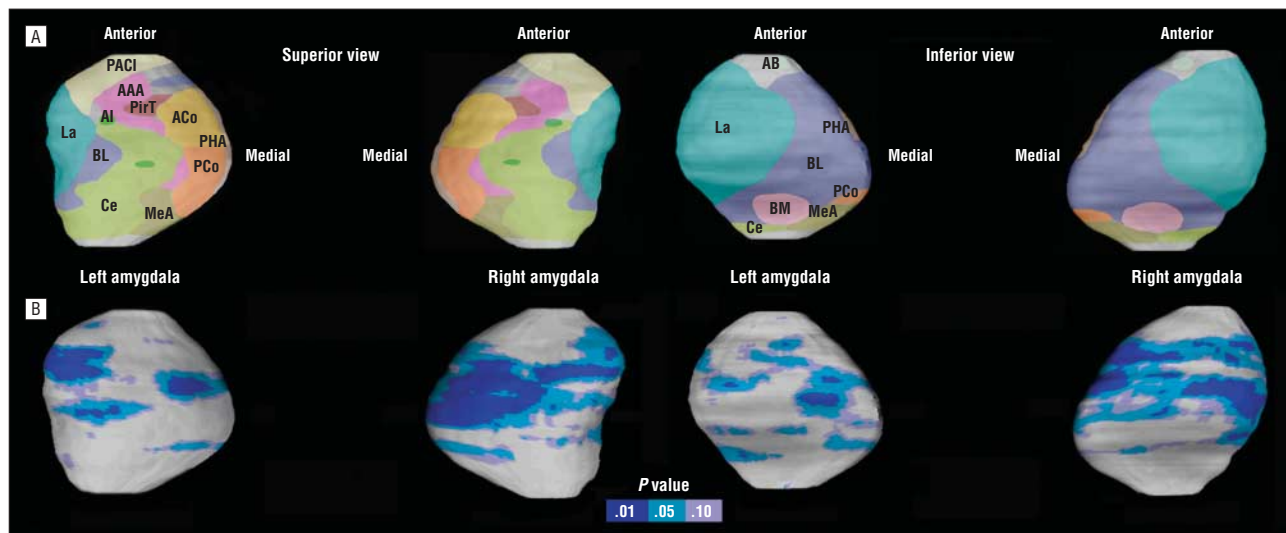 A
Anterior
Superior view
Anterior
Anterior
Inferior view
Anterior
PACI
AAA
PirT
AI
ACo
La
PHA
BL
PCo
Ce
MeA
Medial
Medial
AB
La
PHA
BL
PCo
BM
MeA
Ce
Medial
Medial
Left amygdala
Right amygdala
Left amygdala
Right amygdala
B
P value
.01 .05 .10